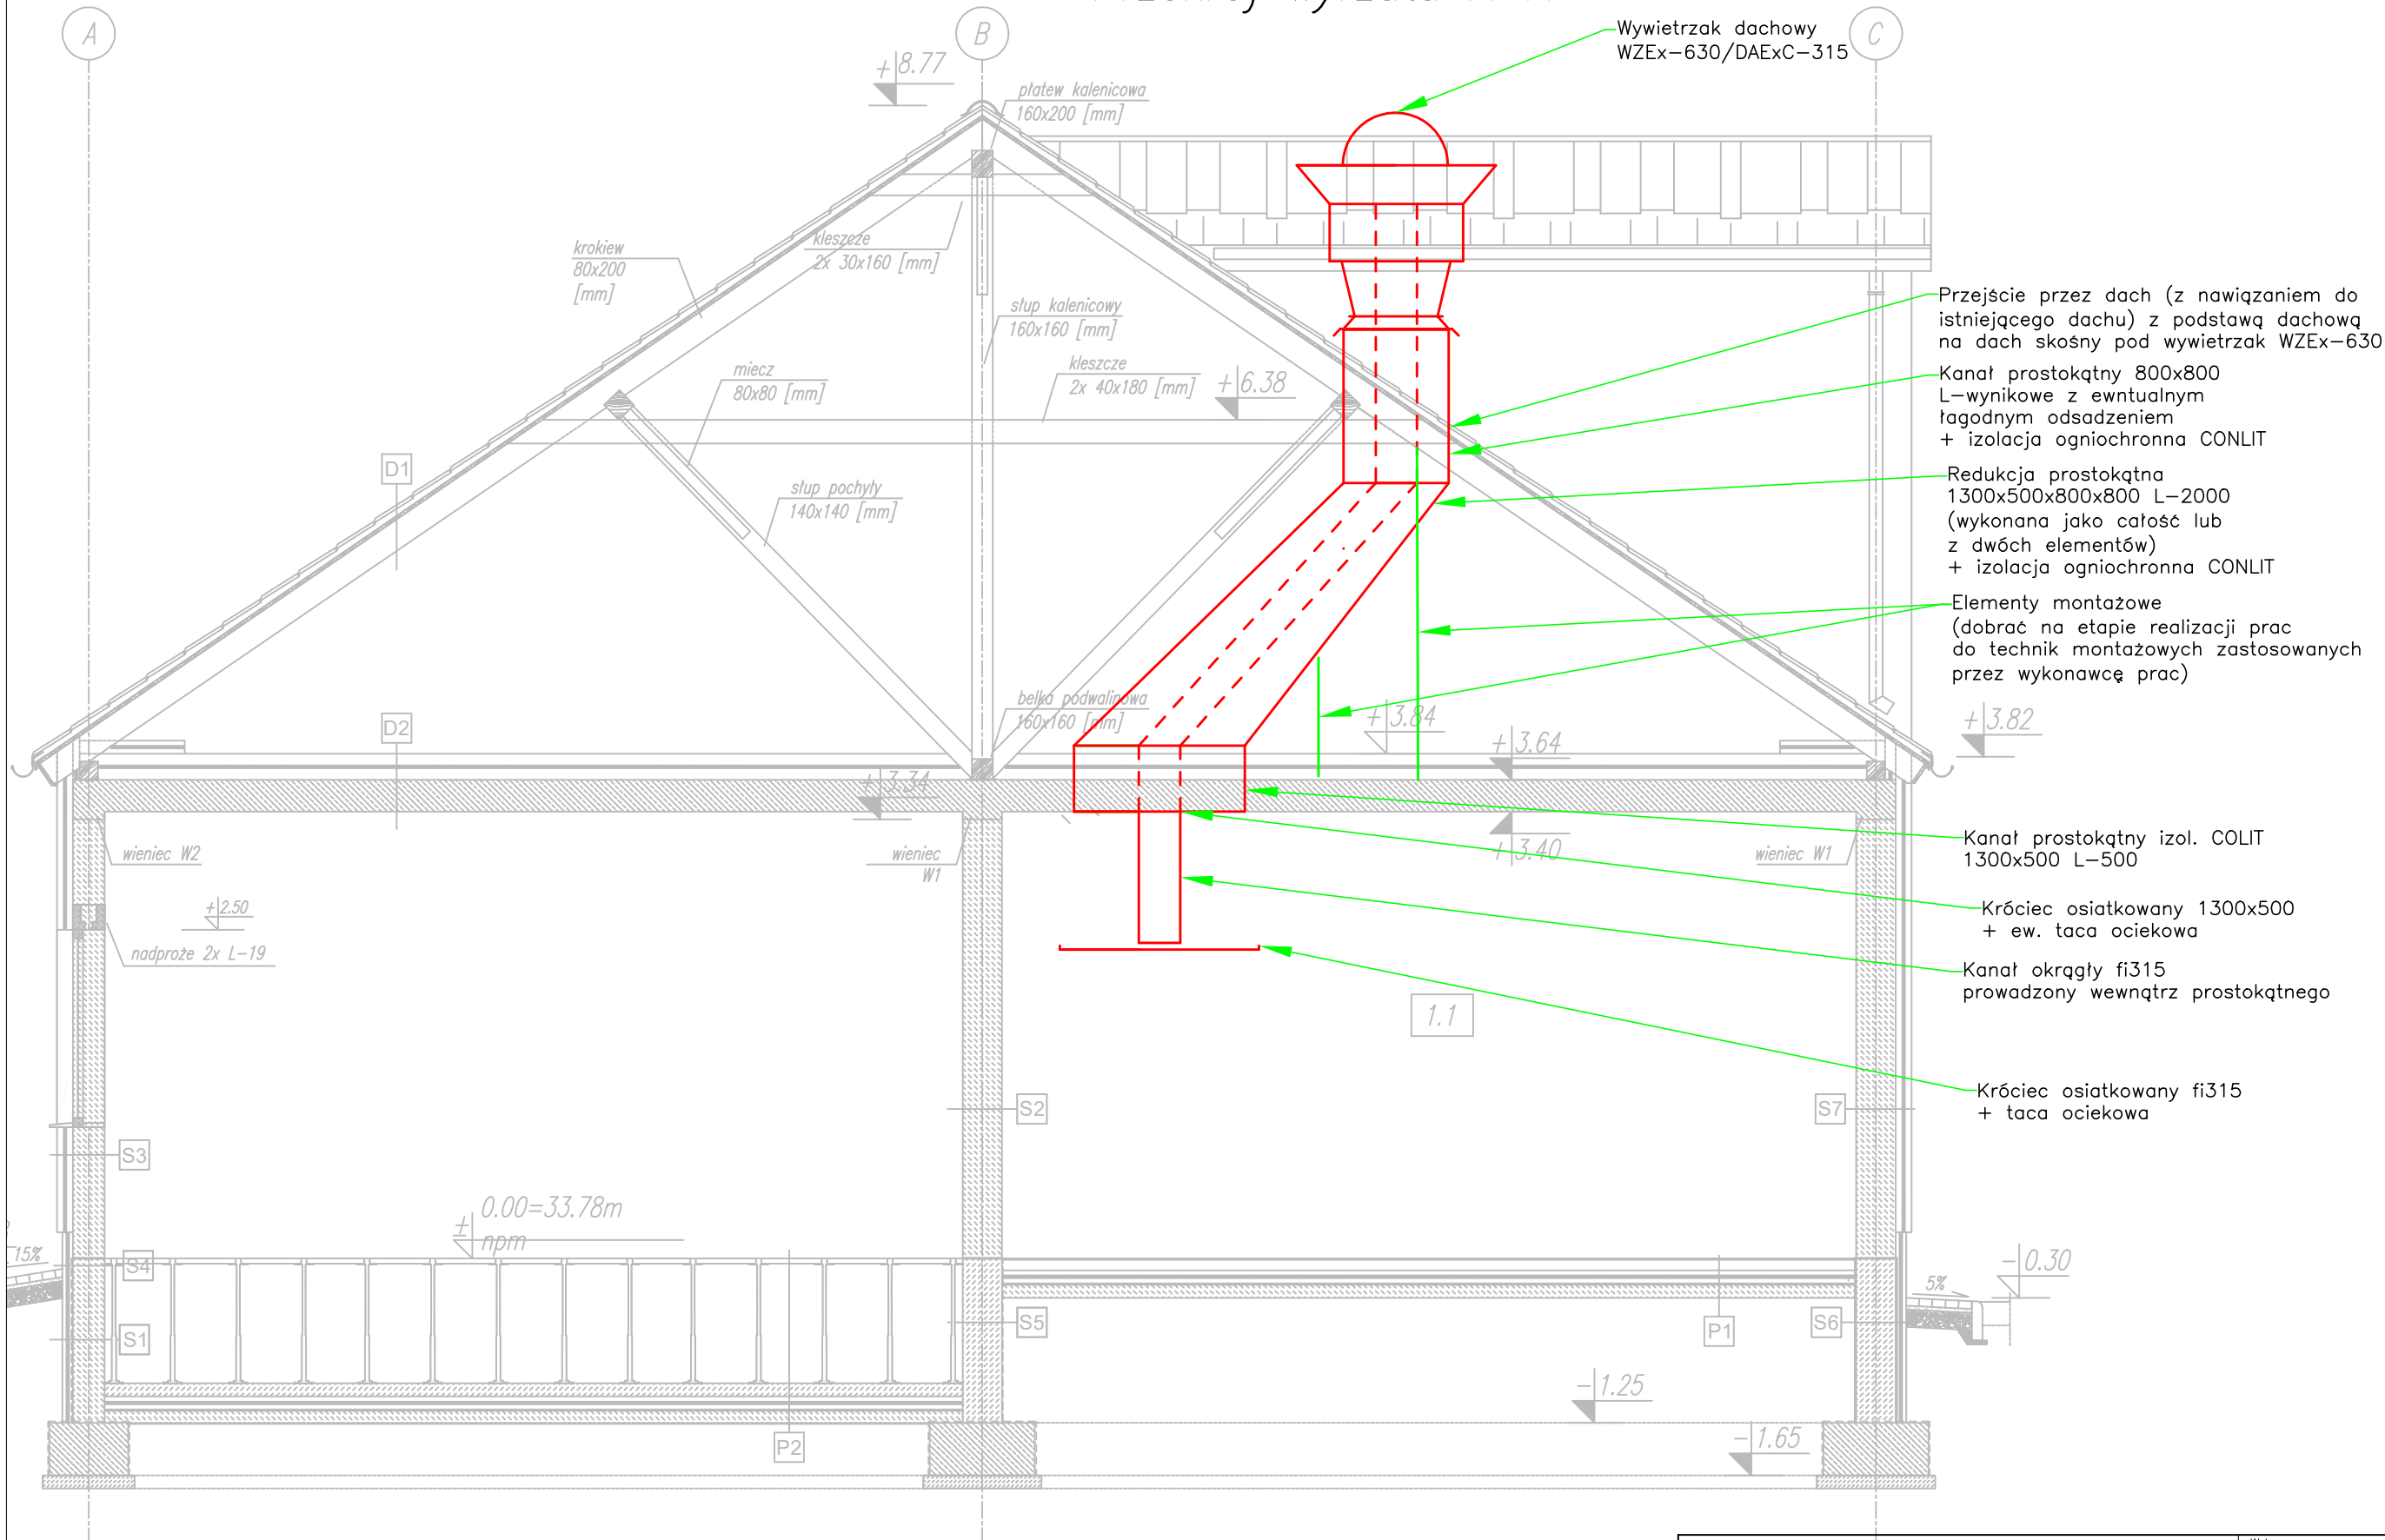 A
B
C
+8.77
płatew kalenicowa
160x200 [mm]
Wywietrzak dachowy
WZEx-630/DAExC-315
krokiew
80x200
[mm]
kleszcze
2x 30x160 [mm]
słup kalenicowy
160x160 [mm]
kleszcze
2x 40x180 [mm]
+6.38
miecz
80x80 [mm]
słup pochyły
140x140 [mm]
D1
D2
Przejście przez dach (z nawiązaniem do
istniejącego dachu) z podstawą dachową
na dach skośny pod wywietrzak WZEx-630
Kanał prostokątny 800x800
L-wynikowe z ewntualnym
łagodnym odsadzeniem
+ izolacja ogniochronna CONLIT
Redukcja prostokątna
1300x500x800x800 L-2000
(wykonana jako całość lub
z dwóch elementów)
+ izolacja ogniochronna CONLIT
Elementy montażowe
(dobrać na etapie realizacji prac
do technik montażowych zastosowanych
przez wykonawcę prac)
belka podwalinowa
160x160 [mm]
+3.84
+3.64
+3.82
+3.34
+3.40
wieniec W2
wieniec
W1
wieniec W1
Kanał prostokątny izol. COLIT
1300x500 L-500
+2.50
nadproże 2x L-19
Króciec osiatkowany 1300x500
+ ew. taca ociekowa
Kanał okrągły fi315
prowadzony wewnątrz prostokątnego
1.1
Króciec osiatkowany fi315
+ taca ociekowa
S2
S7
S3
0.00=33.78m
±
npm
15%
S4
S1
S5
P1
S6
5%
-0.30
-1.25
-1.65
P2